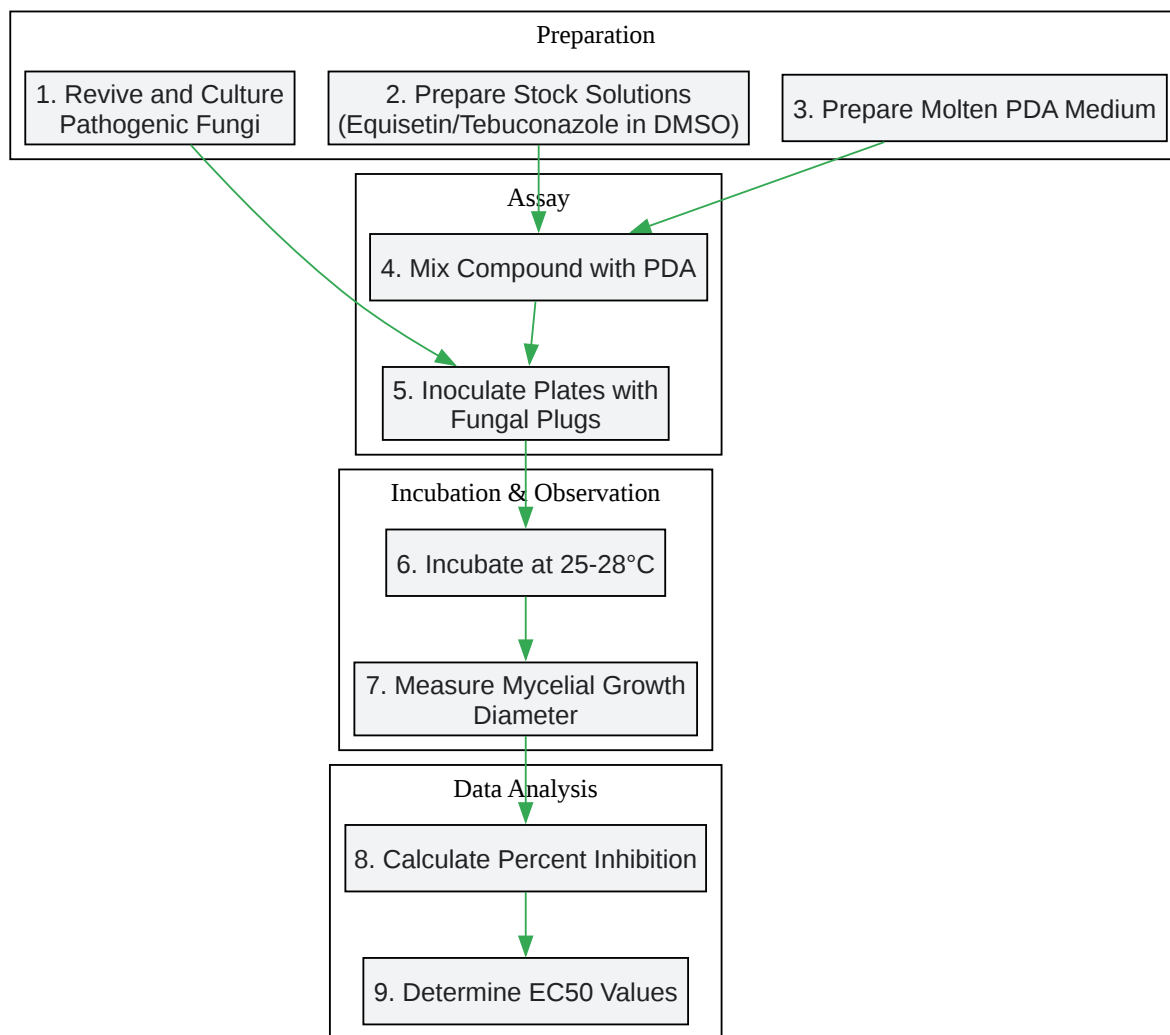 Preparation
1. Revive and Culture
Pathogenic Fungi
2. Prepare Stock Solutions
(Equisetin/Tebuconazole in DMSO)
3. Prepare Molten PDA Medium
Assay
4. Mix Compound with PDA
5. Inoculate Plates with
Fungal Plugs
Incubation & Observation
6. Incubate at 25-28°C
7. Measure Mycelial Growth
Diameter
Data Analysis
8. Calculate Percent Inhibition
9. Determine EC50 Values